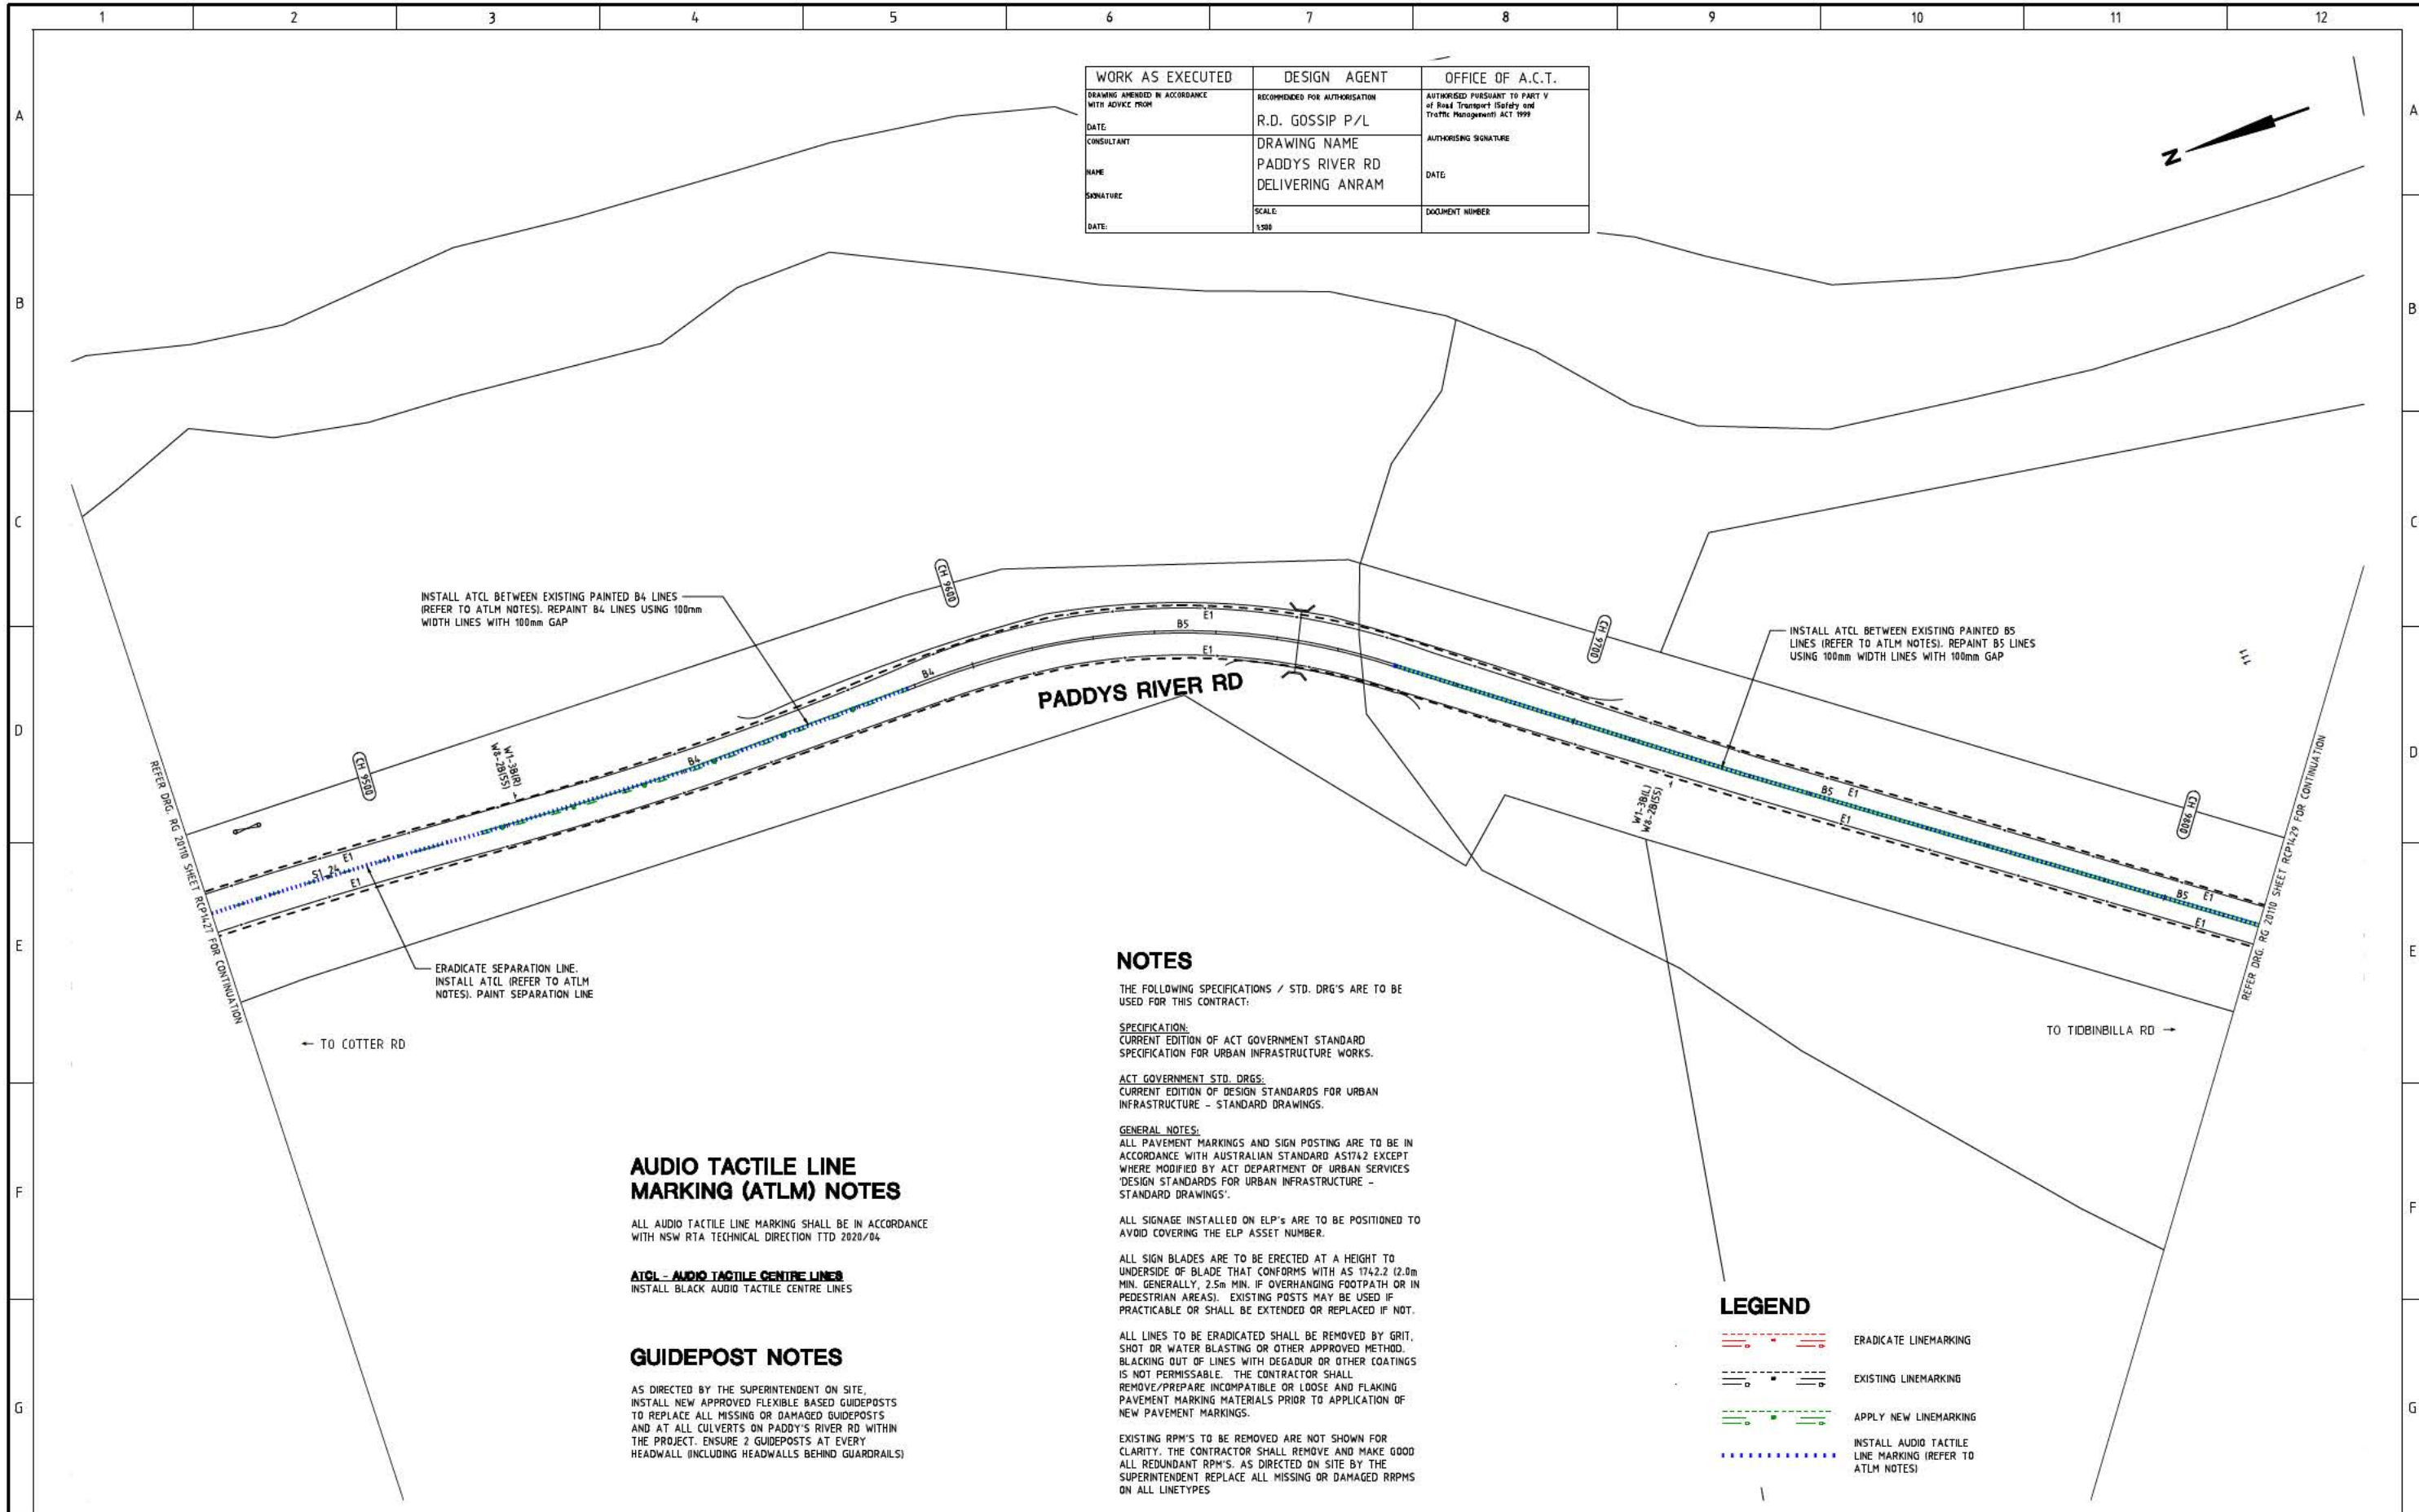 1 2 3 4 5 6 7 8 9 10 11 12
A
B
C
D
E
F
G
A
B
C
D
E
F
G
WORK AS EXECUTED
DRAWING AMENDED IN ACCORDANCE
WITH ADVICE FROM
DATE:
CONSULTANT
NAME
SIGNATURE
DATE:
DESIGN AGENT
RECOMMENDED FOR AUTHORISATION
R.D. GOSSIP P/L
DRAWING NAME
PADDYS RIVER RD
DELIVERING ANRAM
SCALE:
1:500
OFFICE OF A.C.T.
AUTHORISED PURSUANT TO PART V
of Road Transport (Safety and
Traffic Management) ACT 1999
AUTHORISING SIGNATURE
DATE:
DOCUMENT NUMBER
N
INSTALL ATCL BETWEEN EXISTING PAINTED B4 LINES
(REFER TO ATLM NOTES). REPAINT B4 LINES USING 100mm
WIDTH LINES WITH 100mm GAP
CH 9600
E1
B5
E1
B4
PADDYS RIVER RD
CH 9700
INSTALL ATCL BETWEEN EXISTING PAINTED B5
LINES (REFER TO ATLM NOTES). REPAINT B5 LINES
USING 100mm WIDTH LINES WITH 100mm GAP
W1-3B(R)
W8-2B(55)
B4
CH 9500
REFER DRG. RG 20110 SHEET RCP1427 FOR CONTINUATION
E1
S1_24
E1
W1-3B(L)
W8-2B(55)
B5 E1
E1
CH 9800
B5 E1
E1
REFER DRG. RG 20110 SHEET RCP1429 FOR CONTINUATION
ERADICATE SEPARATION LINE.
INSTALL ATCL (REFER TO ATLM
NOTES). PAINT SEPARATION LINE
← TO COTTER RD
TO TIDBINBILLA RD →
AUDIO TACTILE LINE
MARKING (ATLM) NOTES
ALL AUDIO TACTILE LINE MARKING SHALL BE IN ACCORDANCE
WITH NSW RTA TECHNICAL DIRECTION TTD 2020/04
ATCL - AUDIO TACTILE CENTRE LINES
INSTALL BLACK AUDIO TACTILE CENTRE LINES
GUIDEPOST NOTES
AS DIRECTED BY THE SUPERINTENDENT ON SITE,
INSTALL NEW APPROVED FLEXIBLE BASED GUIDEPOSTS
TO REPLACE ALL MISSING OR DAMAGED GUIDEPOSTS
AND AT ALL CULVERTS ON PADDY'S RIVER RD WITHIN
THE PROJECT. ENSURE 2 GUIDEPOSTS AT EVERY
HEADWALL (INCLUDING HEADWALLS BEHIND GUARDRAILS)
NOTES
THE FOLLOWING SPECIFICATIONS / STD. DRG'S ARE TO BE
USED FOR THIS CONTRACT:
SPECIFICATION:
CURRENT EDITION OF ACT GOVERNMENT STANDARD
SPECIFICATION FOR URBAN INFRASTRUCTURE WORKS.
ACT GOVERNMENT STD. DRGS:
CURRENT EDITION OF DESIGN STANDARDS FOR URBAN
INFRASTRUCTURE - STANDARD DRAWINGS.
GENERAL NOTES:
ALL PAVEMENT MARKINGS AND SIGN POSTING ARE TO BE IN
ACCORDANCE WITH AUSTRALIAN STANDARD AS1742 EXCEPT
WHERE MODIFIED BY ACT DEPARTMENT OF URBAN SERVICES
'DESIGN STANDARDS FOR URBAN INFRASTRUCTURE -
STANDARD DRAWINGS'.
ALL SIGNAGE INSTALLED ON ELP's ARE TO BE POSITIONED TO
AVOID COVERING THE ELP ASSET NUMBER.
ALL SIGN BLADES ARE TO BE ERECTED AT A HEIGHT TO
UNDERSIDE OF BLADE THAT CONFORMS WITH AS 1742.2 (2.0m
MIN. GENERALLY, 2.5m MIN. IF OVERHANGING FOOTPATH OR IN
PEDESTRIAN AREAS). EXISTING POSTS MAY BE USED IF
PRACTICABLE OR SHALL BE EXTENDED OR REPLACED IF NOT.
ALL LINES TO BE ERADICATED SHALL BE REMOVED BY GRIT,
SHOT OR WATER BLASTING OR OTHER APPROVED METHOD.
BLACKING OUT OF LINES WITH DEGADUR OR OTHER COATINGS
IS NOT PERMISSABLE. THE CONTRACTOR SHALL
REMOVE/PREPARE INCOMPATIBLE OR LOOSE AND FLAKING
PAVEMENT MARKING MATERIALS PRIOR TO APPLICATION OF
NEW PAVEMENT MARKINGS.
EXISTING RPM'S TO BE REMOVED ARE NOT SHOWN FOR
CLARITY. THE CONTRACTOR SHALL REMOVE AND MAKE GOOD
ALL REDUNDANT RPM'S. AS DIRECTED ON SITE BY THE
SUPERINTENDENT REPLACE ALL MISSING OR DAMAGED RRPMS
ON ALL LINETYPES
LEGEND
ERADICATE LINEMARKING
EXISTING LINEMARKING
APPLY NEW LINEMARKING
INSTALL AUDIO TACTILE
LINE MARKING (REFER TO
ATLM NOTES)